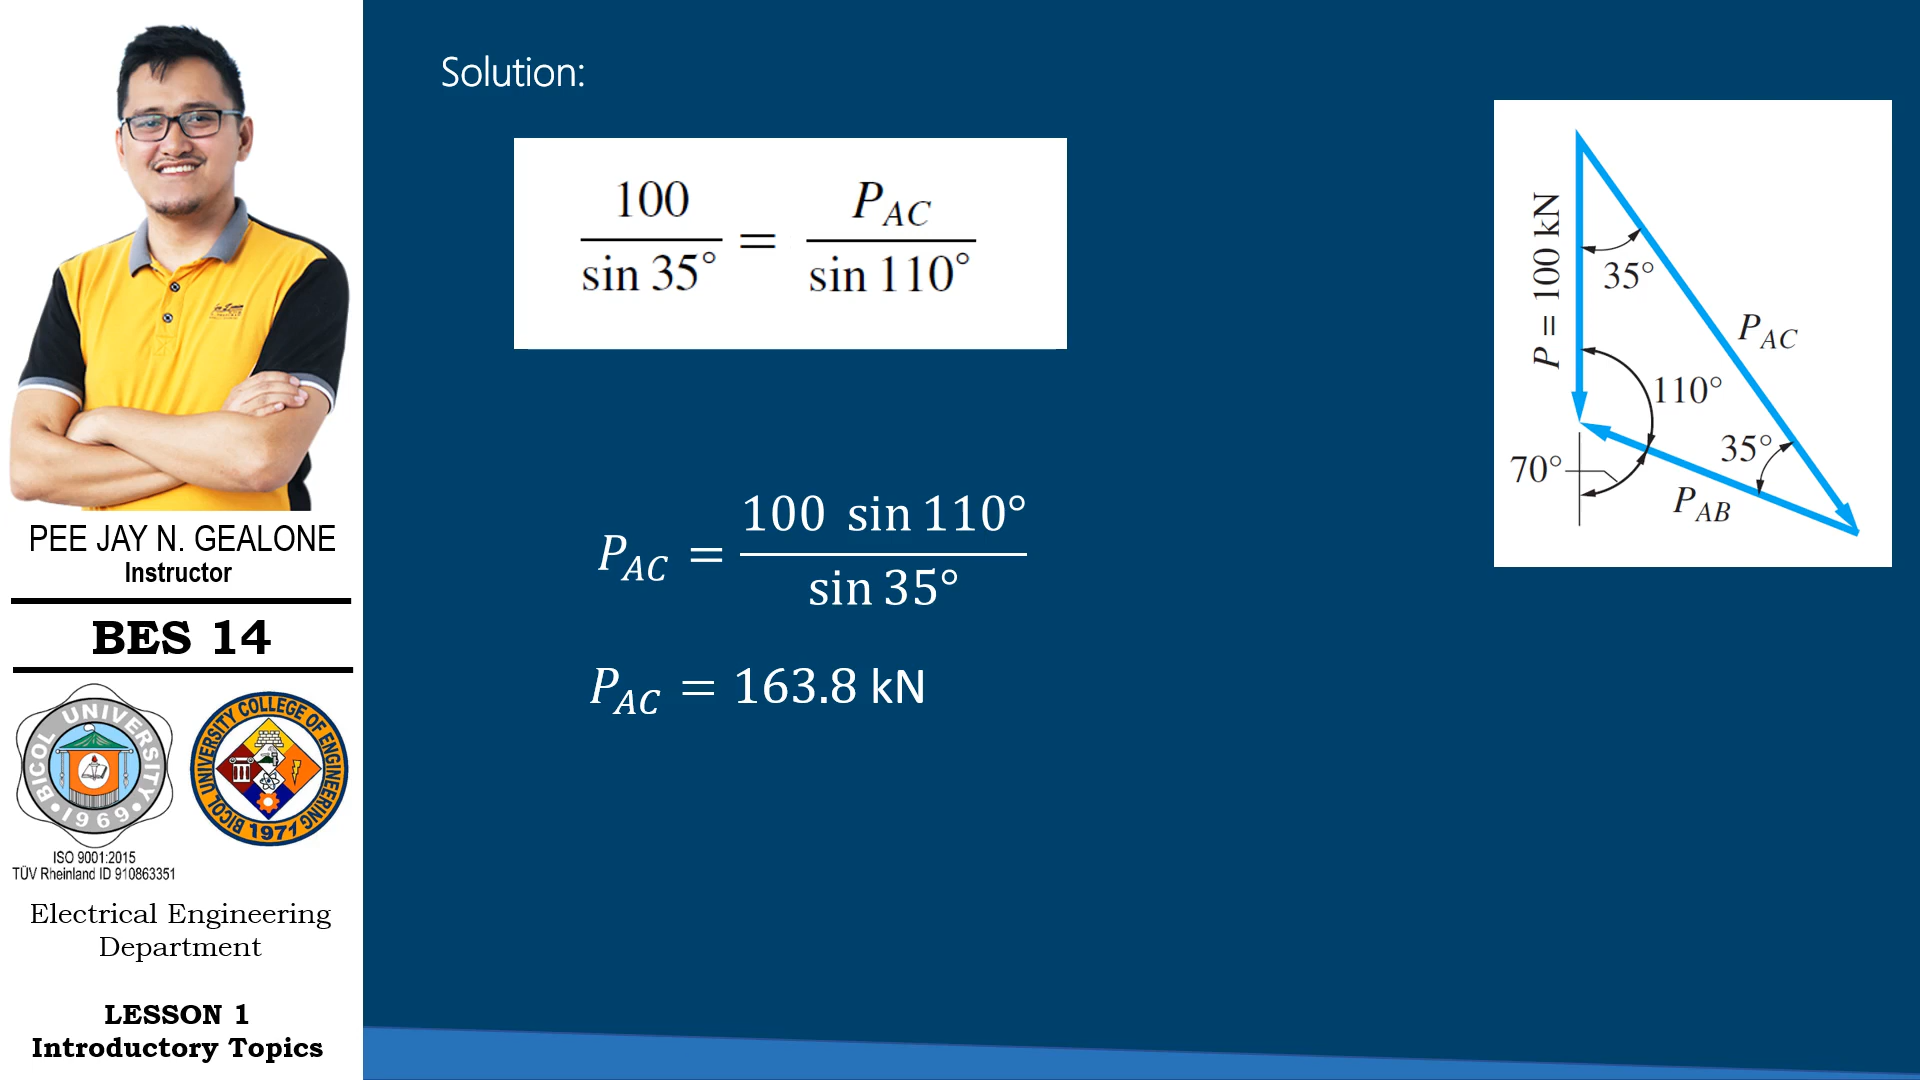 Solution:
100 / sin 35° = P_AC / sin 110°
P_AC = 100 sin 110° / sin 35°
P_AC = 163.8 kN
P = 100 kN
35°
P_AC
110°
35°
70°
P_AB
PEE JAY N. GEALONE
Instructor
BES 14
BICOL UNIVERSITY
• 1969 •
BICOL UNIVERSITY COLLEGE OF ENGINEERING
1971
ISO 9001:2015
TÜV Rheinland ID 910863351
Electrical Engineering
Department
LESSON 1
Introductory Topics